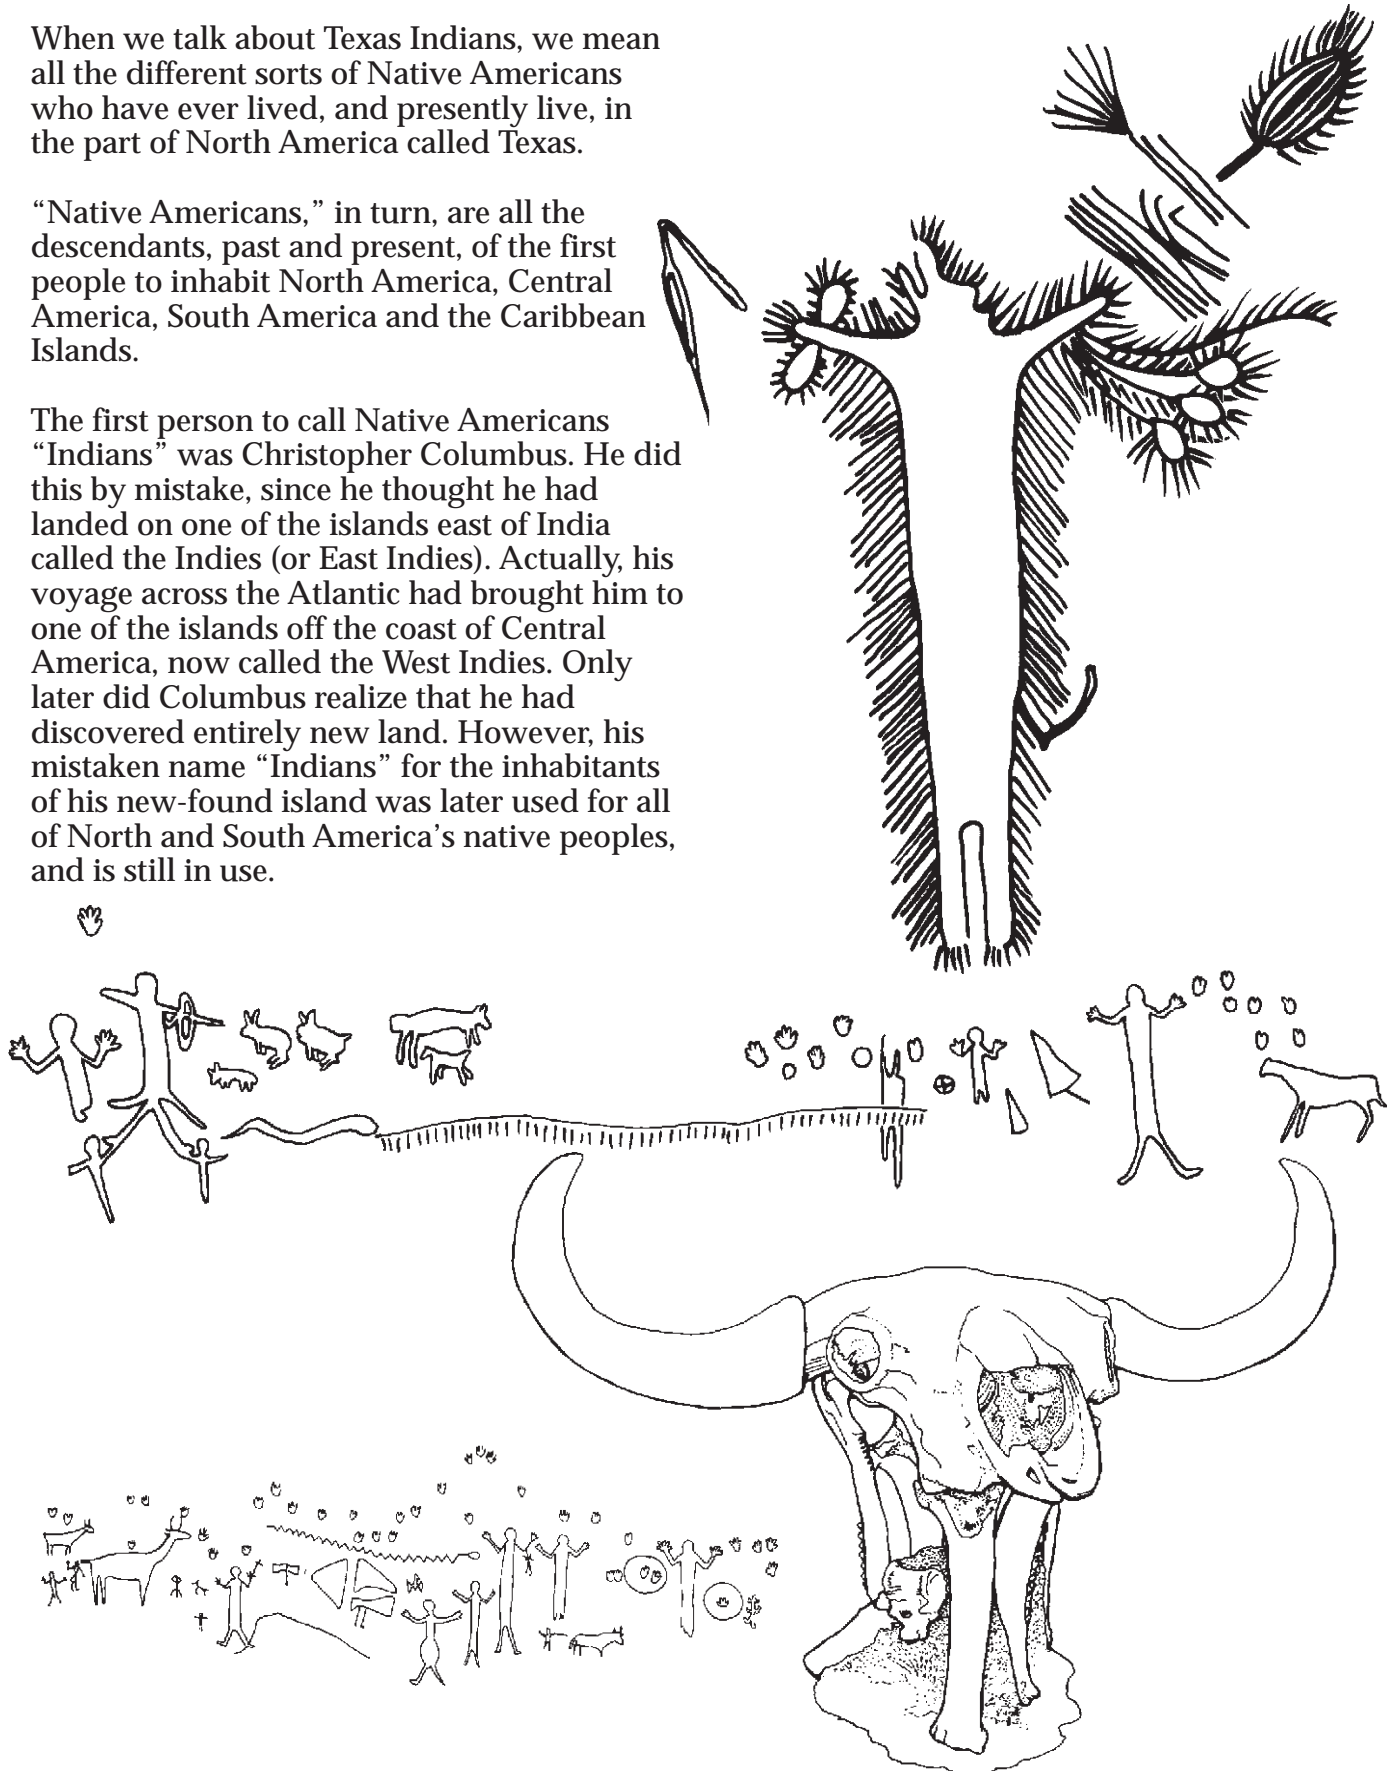 When we talk about Texas Indians, we mean
all the different sorts of Native Americans
who have ever lived, and presently live, in
the part of North America called Texas.
“Native Americans,” in turn, are all the
descendants, past and present, of the first
people to inhabit North America, Central
America, South America and the Caribbean
Islands.
The first person to call Native Americans
“Indians” was Christopher Columbus. He did
this by mistake, since he thought he had
landed on one of the islands east of India
called the Indies (or East Indies). Actually, his
voyage across the Atlantic had brought him to
one of the islands off the coast of Central
America, now called the West Indies. Only
later did Columbus realize that he had
discovered entirely new land. However, his
mistaken name “Indians” for the inhabitants
of his new-found island was later used for all
of North and South America’s native peoples,
and is still in use.